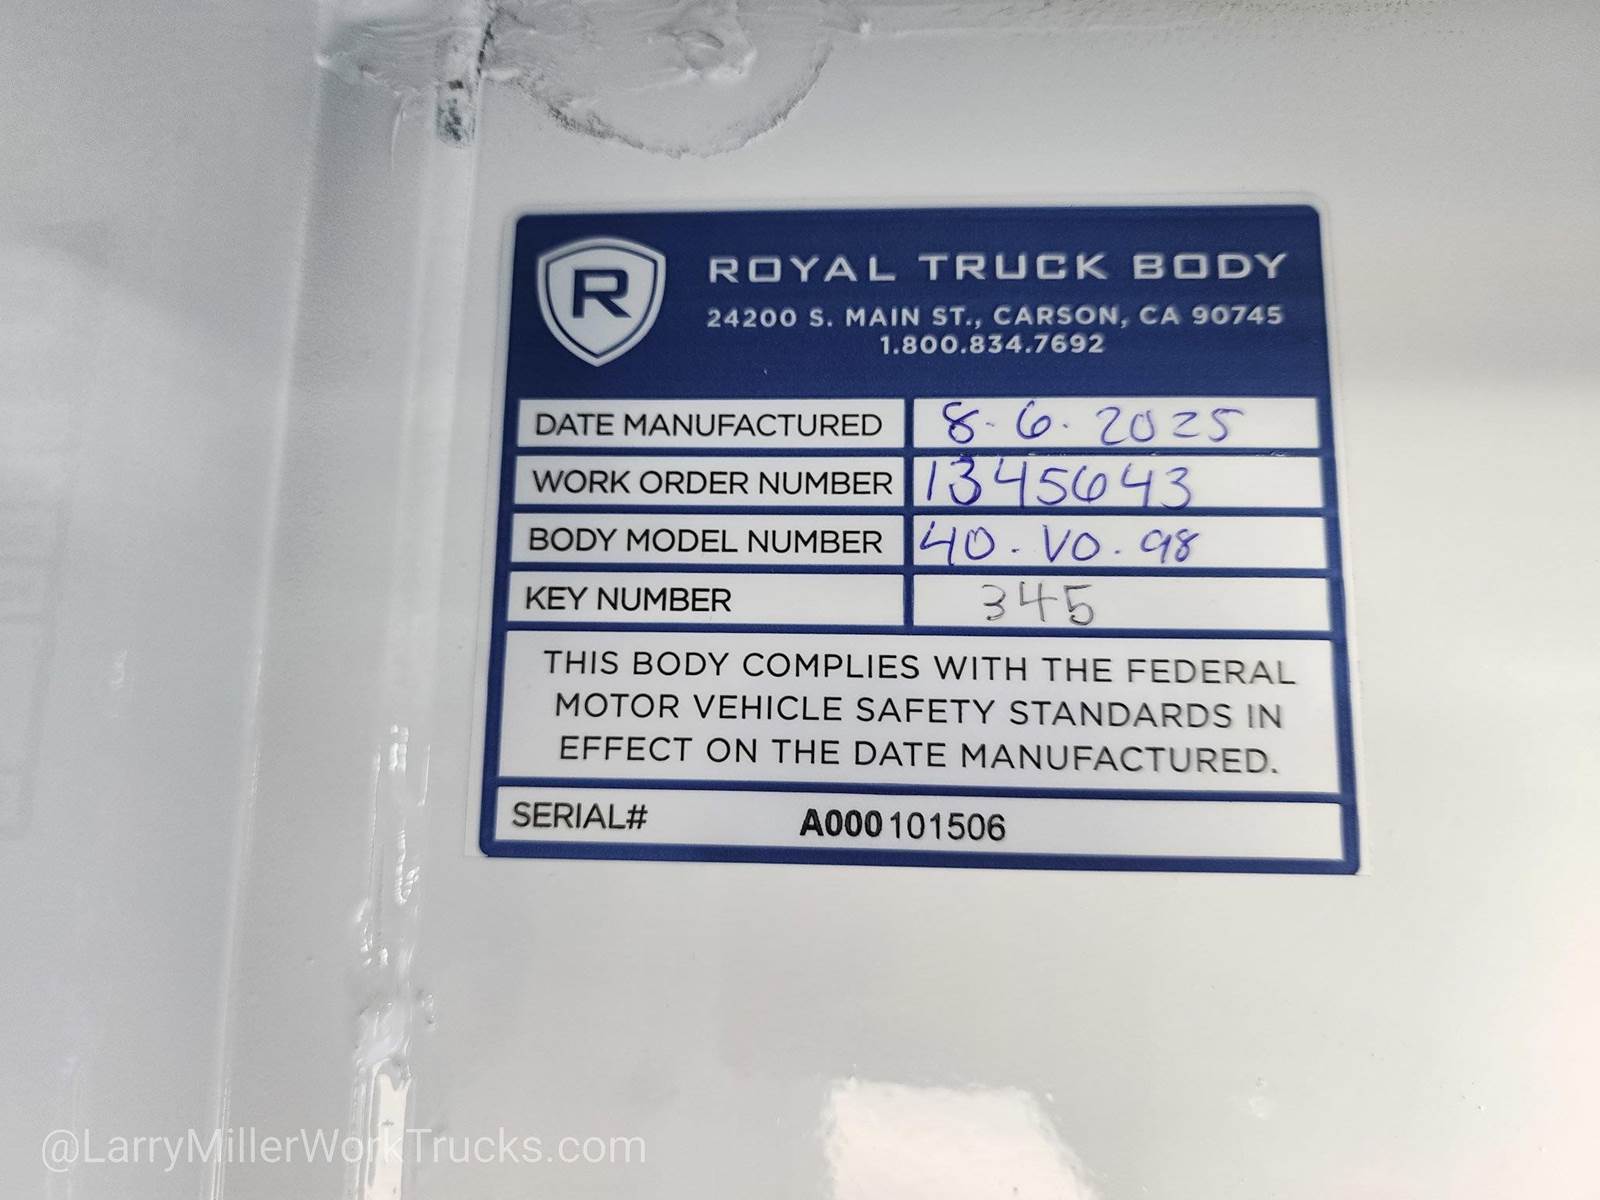 R
ROYAL TRUCK BODY
24200 S. MAIN ST., CARSON, CA 90745
1.800.834.7692
DATE MANUFACTURED 8-6.2025
WORK ORDER NUMBER 1345643
BODY MODEL NUMBER 40-VO.98
KEY NUMBER 345
THIS BODY COMPLIES WITH THE FEDERAL
MOTOR VEHICLE SAFETY STANDARDS IN
EFFECT ON THE DATE MANUFACTURED.
SERIAL# A000101506
@LarryMillerWorkTrucks.com